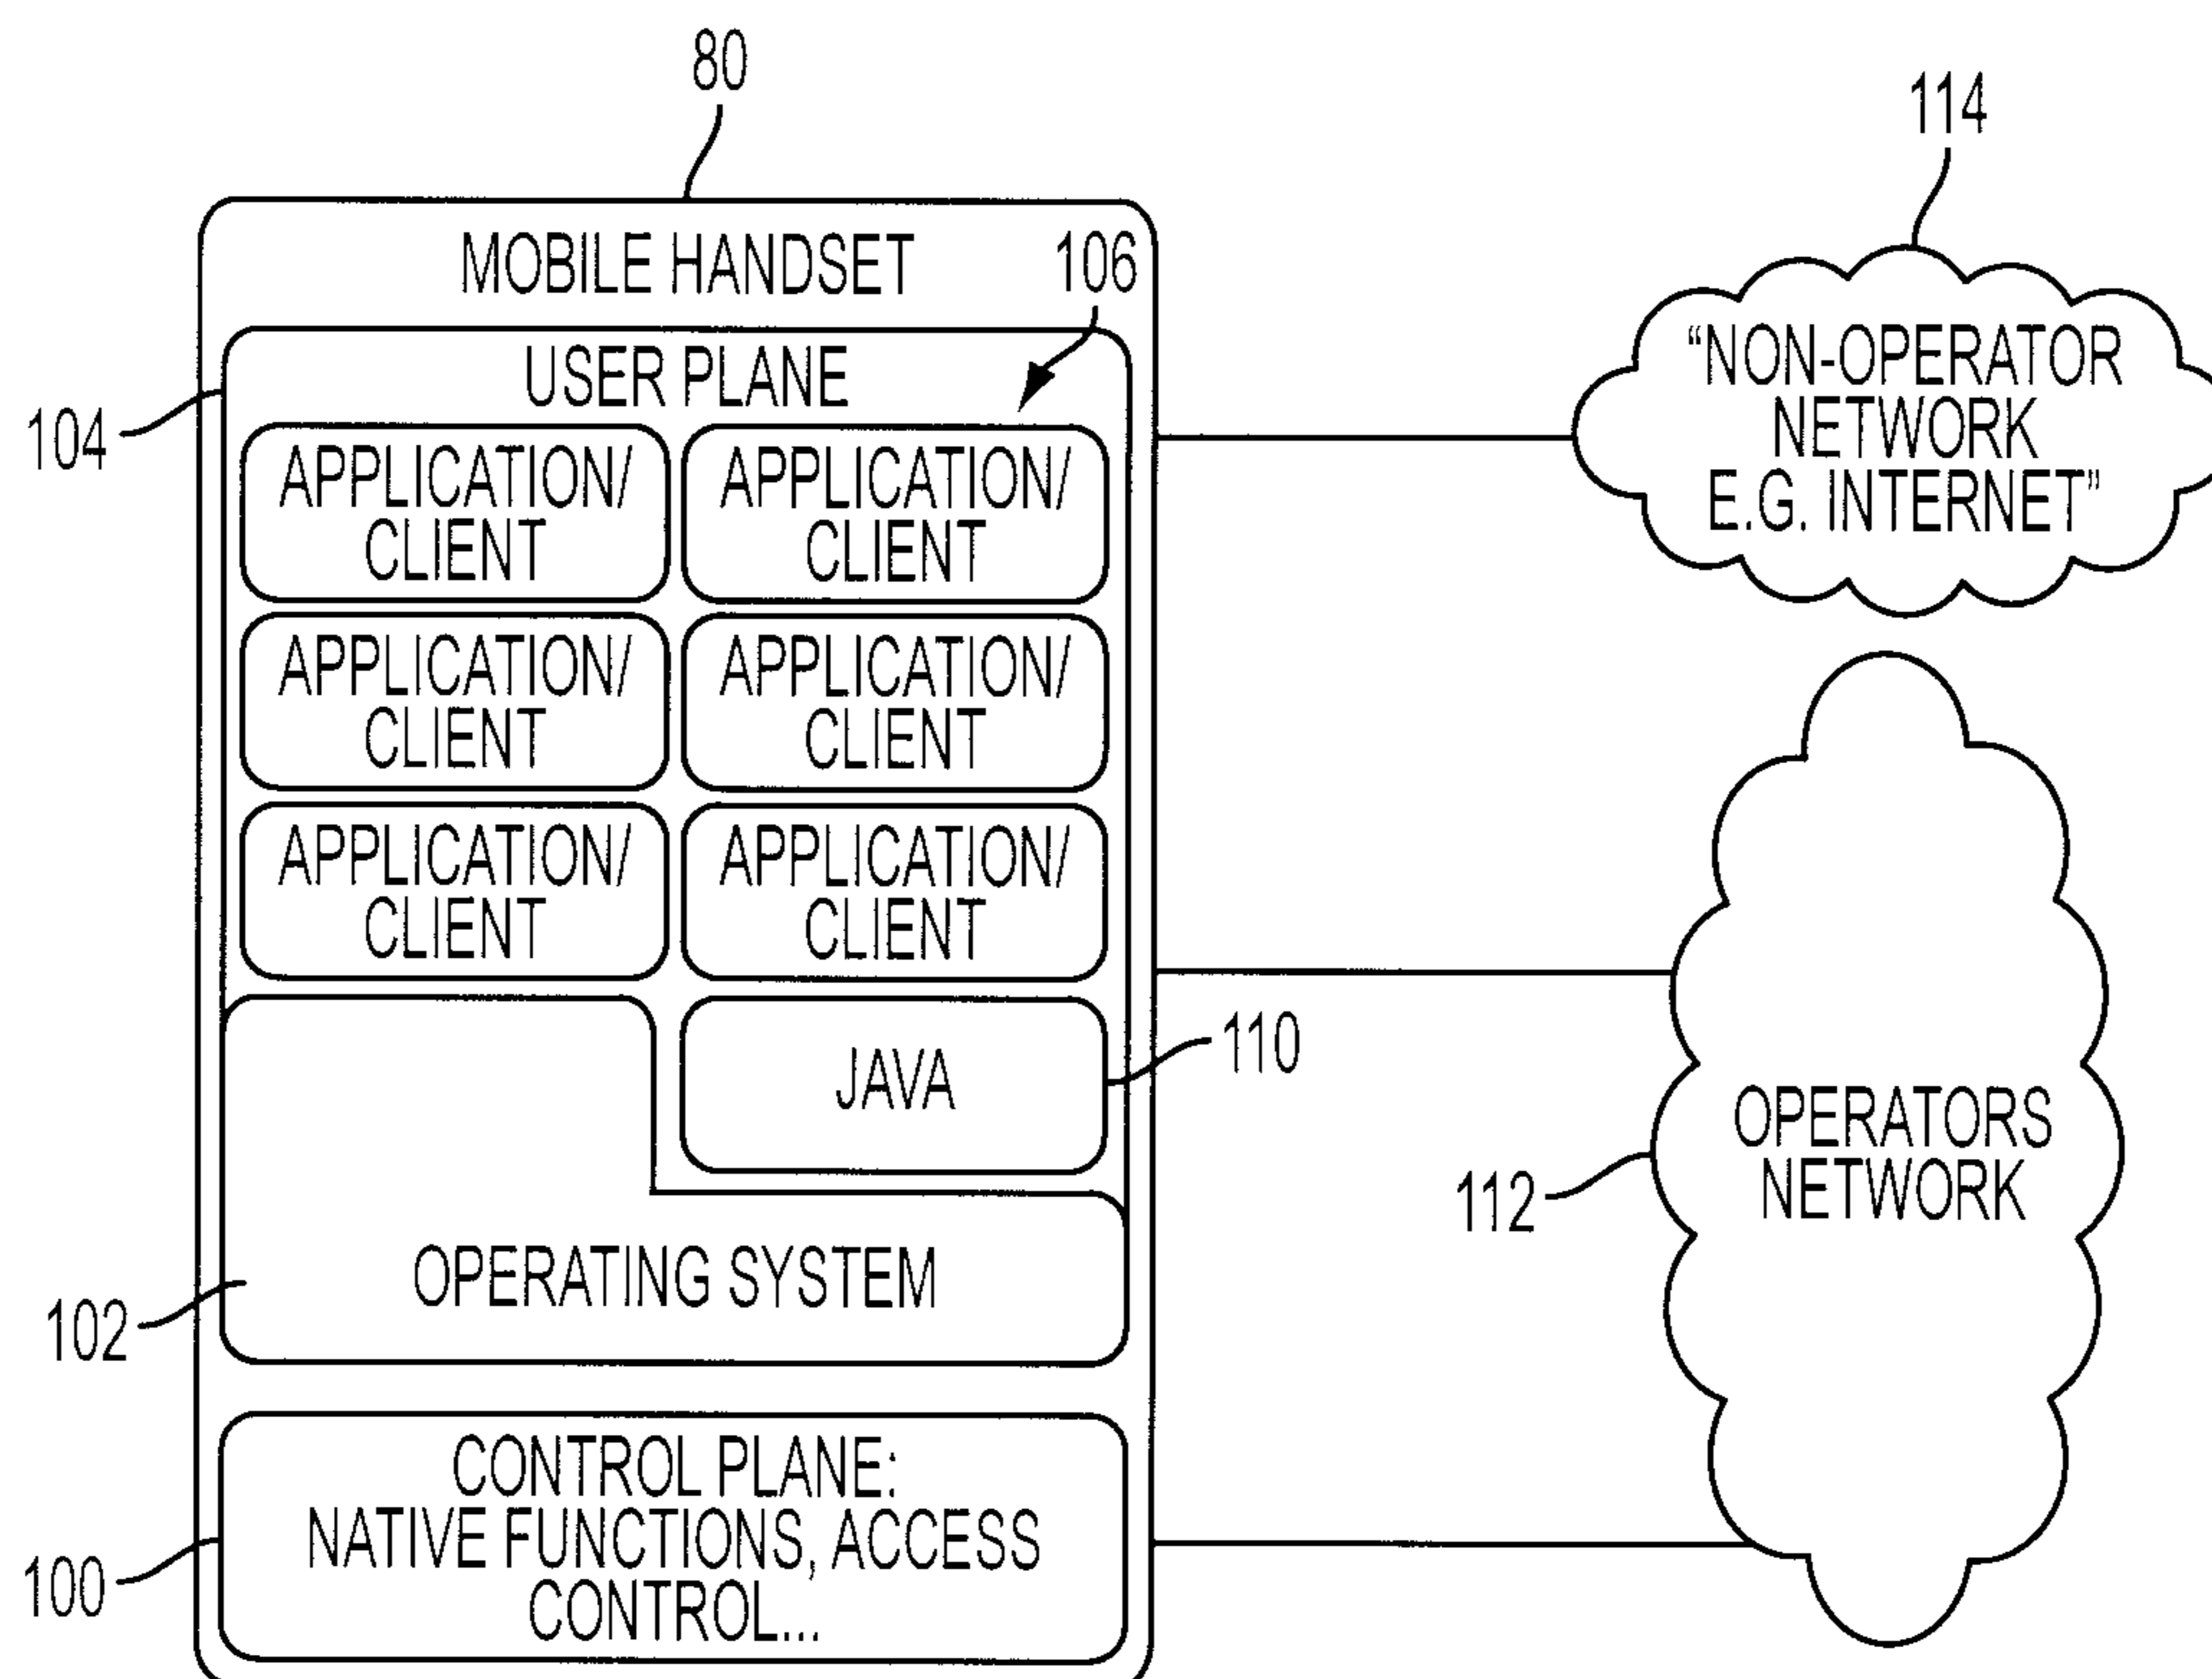 80
114
MOBILE HANDSET
106
USER PLANE
104
APPLICATION/
CLIENT
APPLICATION/
CLIENT
"NON-OPERATOR
NETWORK
E.G. INTERNET"
APPLICATION/
CLIENT
APPLICATION/
CLIENT
APPLICATION/
CLIENT
APPLICATION/
CLIENT
JAVA
110
OPERATORS
NETWORK
112
OPERATING SYSTEM
102
CONTROL PLANE:
NATIVE FUNCTIONS, ACCESS
CONTROL...
100